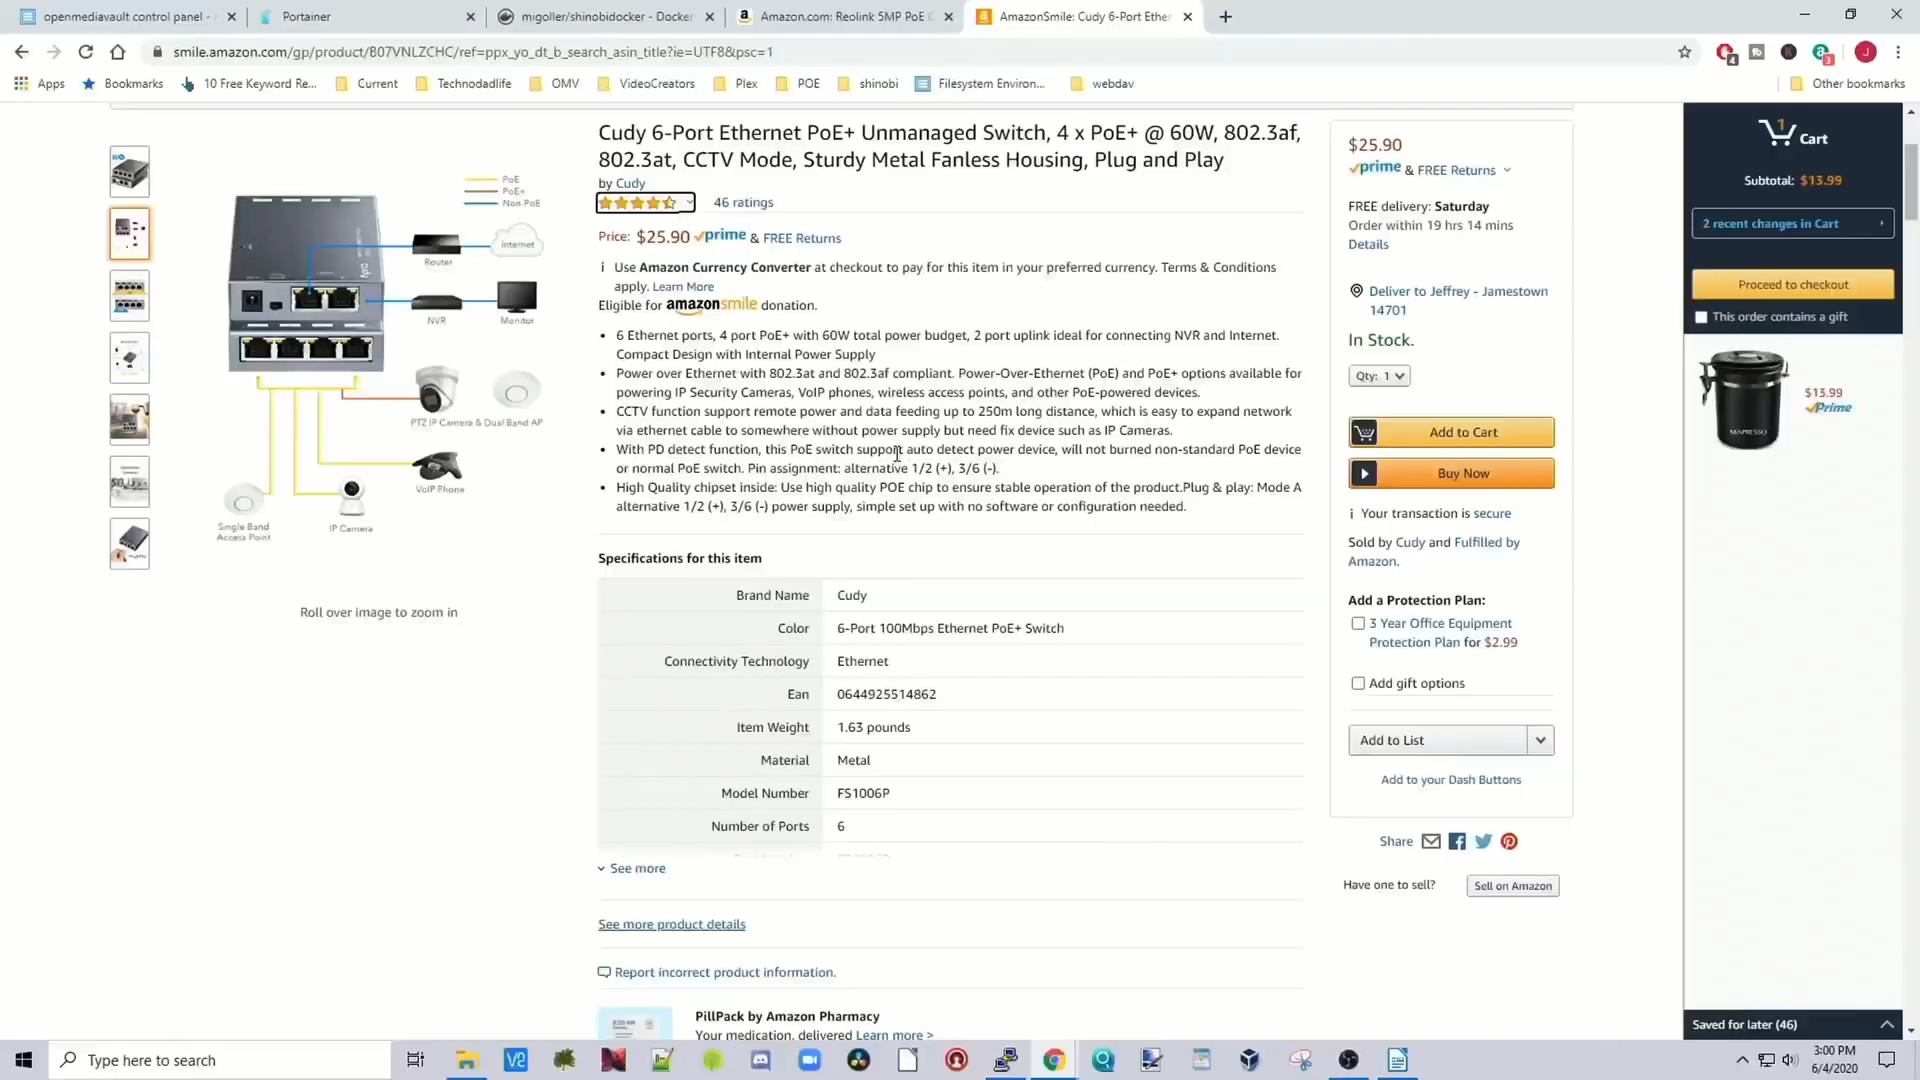 openmediavault control panel -
Portainer
migoller/shinobidocker - Docker
Amazon.com: Reolink 5MP PoE
AmazonSmile: Cudy 6-Port Ether
smile.amazon.com/gp/product/B07VNLZCHC/ref=ppx_yo_dt_b_search_asin_title?ie=UTF8&psc=1
4
3
J
Apps
Bookmarks
10 Free Keyword Re...
Current
Technodadlife
OMV
VideoCreators
Plex
POE
shinobi
Filesystem Environ...
webdav
Other bookmarks
PoE
PoE+
Non PoE
Internet
Router
NVR
Monitor
PTZ IP Camera & Dual Band AP
VoIP Phone
Single Band
Access Point
IP Camera
Roll over image to zoom in
Cudy 6-Port Ethernet PoE+ Unmanaged Switch, 4 x PoE+ @ 60W, 802.3af,
802.3at, CCTV Mode, Sturdy Metal Fanless Housing, Plug and Play
by Cudy
46 ratings
Price: $25.90 prime & FREE Returns
Use Amazon Currency Converter at checkout to pay for this item in your preferred currency. Terms & Conditions
apply. Learn More
Eligible for amazonsmile donation.
• 6 Ethernet ports, 4 port PoE+ with 60W total power budget, 2 port uplink ideal for connecting NVR and Internet.
Compact Design with Internal Power Supply
• Power over Ethernet with 802.3at and 802.3af compliant. Power-Over-Ethernet (PoE) and PoE+ options available for
powering IP Security Cameras, VoIP phones, wireless access points, and other PoE-powered devices.
• CCTV function support remote power and data feeding up to 250m long distance, which is easy to expand network
via ethernet cable to somewhere without power supply but need fix device such as IP Cameras.
• With PD detect function, this PoE switch support auto detect power device, will not burned non-standard PoE device
or normal PoE switch. Pin assignment: alternative 1/2 (+), 3/6 (-).
• High Quality chipset inside: Use high quality POE chip to ensure stable operation of the product.Plug & play: Mode A
alternative 1/2 (+), 3/6 (-) power supply, simple set up with no software or configuration needed.
Specifications for this item
Brand Name Cudy
Color 6-Port 100Mbps Ethernet PoE+ Switch
Connectivity Technology Ethernet
Ean 0644925514862
Item Weight 1.63 pounds
Material Metal
Model Number FS1006P
Number of Ports 6
See more
See more product details
Report incorrect product information.
PillPack by Amazon Pharmacy
Your medication, delivered Learn more >
$25.90
prime & FREE Returns
FREE delivery: Saturday
Order within 19 hrs 14 mins
Details
Deliver to Jeffrey - Jamestown
14701
In Stock.
Qty: 1
Add to Cart
Buy Now
Your transaction is secure
Sold by Cudy and Fulfilled by
Amazon.
Add a Protection Plan:
3 Year Office Equipment
Protection Plan for $2.99
Add gift options
Add to List
Add to your Dash Buttons
Share
Have one to sell?
Sell on Amazon
1
Cart
Subtotal: $13.99
2 recent changes in Cart
Proceed to checkout
This order contains a gift
$13.99
Prime
Saved for later (46)
Type here to search
3:00 PM
6/4/2020